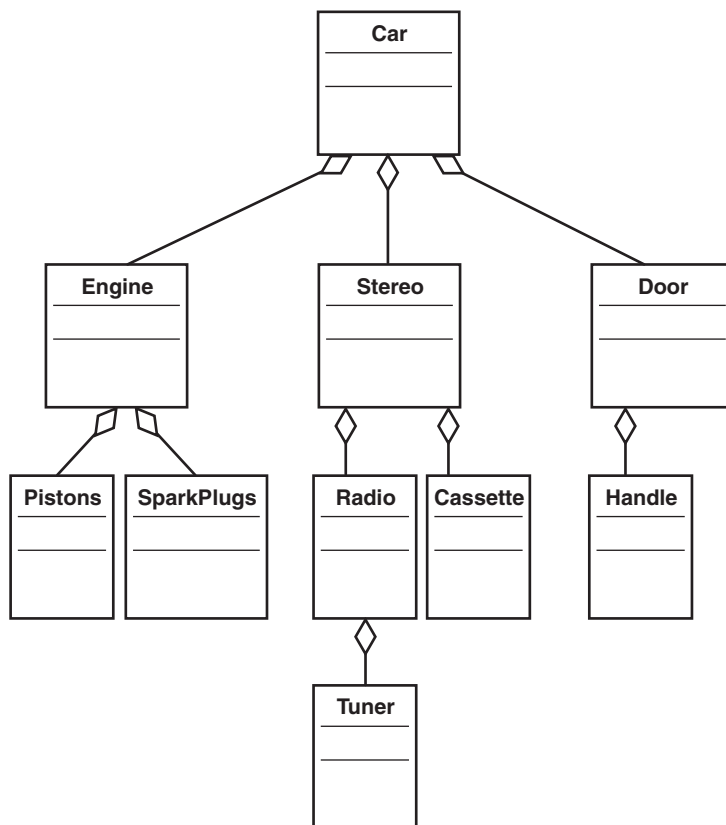 Car
Engine
Stereo
Door
Pistons
SparkPlugs
Radio
Cassette
Handle
Tuner